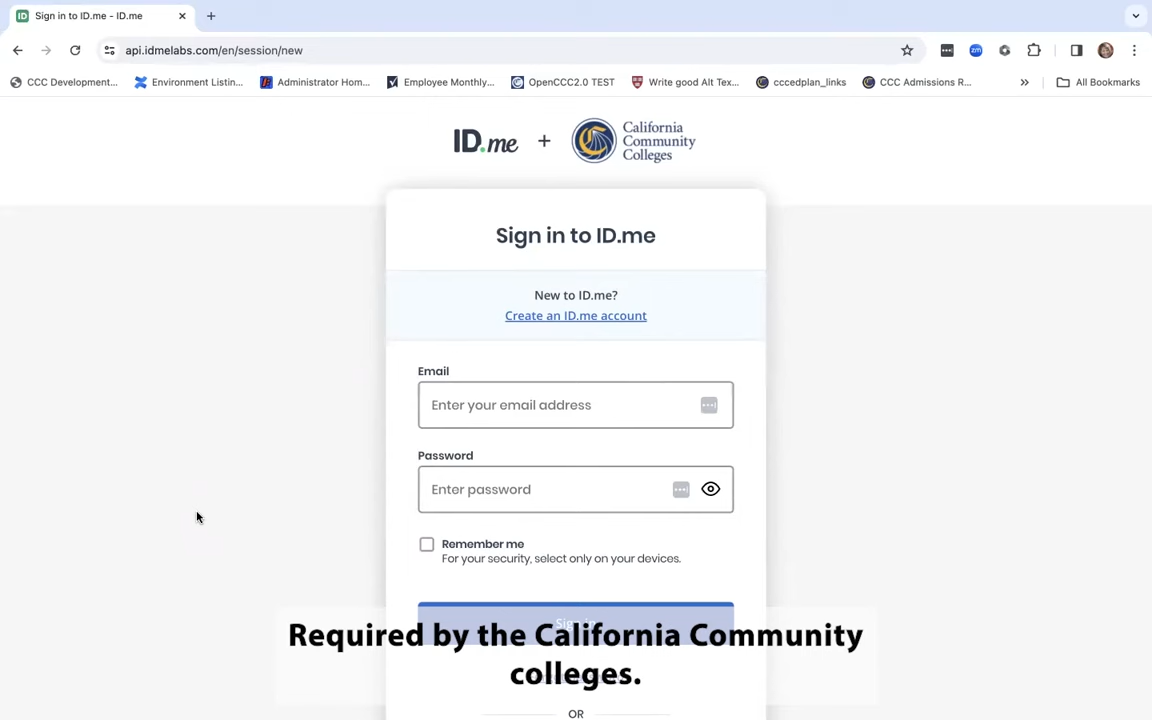 Sign in to ID.me - ID.me
api.idmelabs.com/en/session/new
CCC Development... Environment Listin... Administrator Hom... Employee Monthly... OpenCCC2.0 TEST Write good Alt Tex... cccedplan_links CCC Admissions R... » All Bookmarks
ID.me + California
Community
Colleges
Sign in to ID.me
New to ID.me?
Create an ID.me account
Email
Enter your email address
Password
Enter password
Remember me
For your security, select only on your devices.
Sign in
Required by the California Community
colleges.
OR